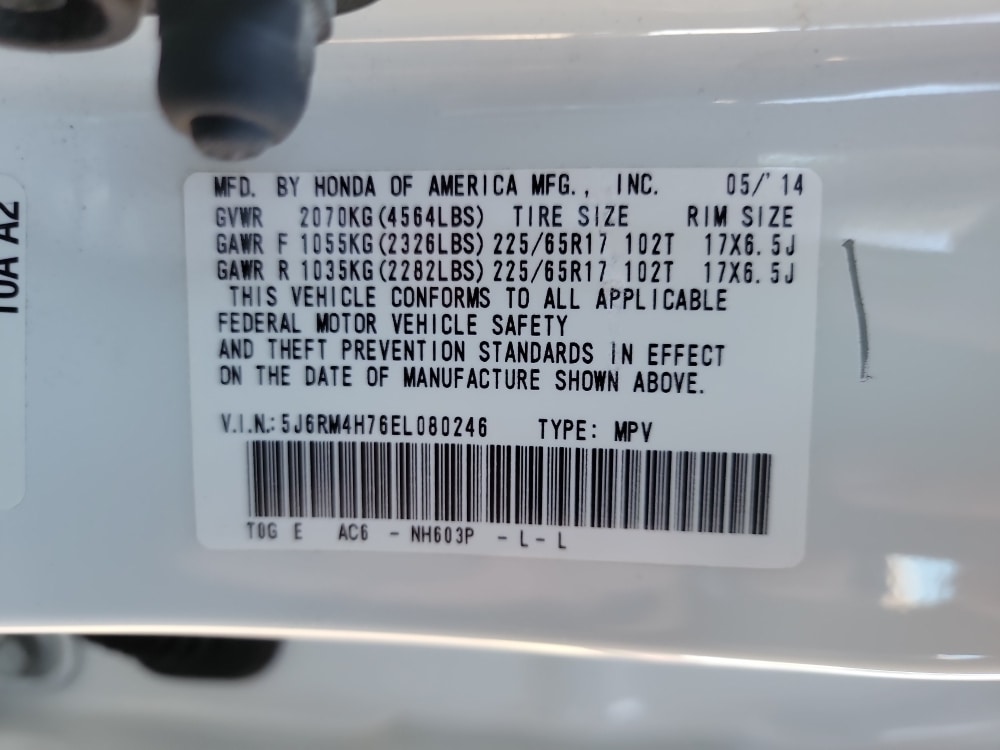 MFD. BY HONDA OF AMERICA MFG., INC. 05/'14
GVWR 2070KG(4564LBS) TIRE SIZE RIM SIZE
GAWR F 1055KG(2326LBS) 225/65R17 102T 17X6.5J
GAWR R 1035KG(2282LBS) 225/65R17 102T 17X6.5J
THIS VEHICLE CONFORMS TO ALL APPLICABLE
FEDERAL MOTOR VEHICLE SAFETY
AND THEFT PREVENTION STANDARDS IN EFFECT
ON THE DATE OF MANUFACTURE SHOWN ABOVE.
V.I.N.: 5J6RM4H76EL080246 TYPE: MPV
T0G E AC6 - NH603P - L - L
A2